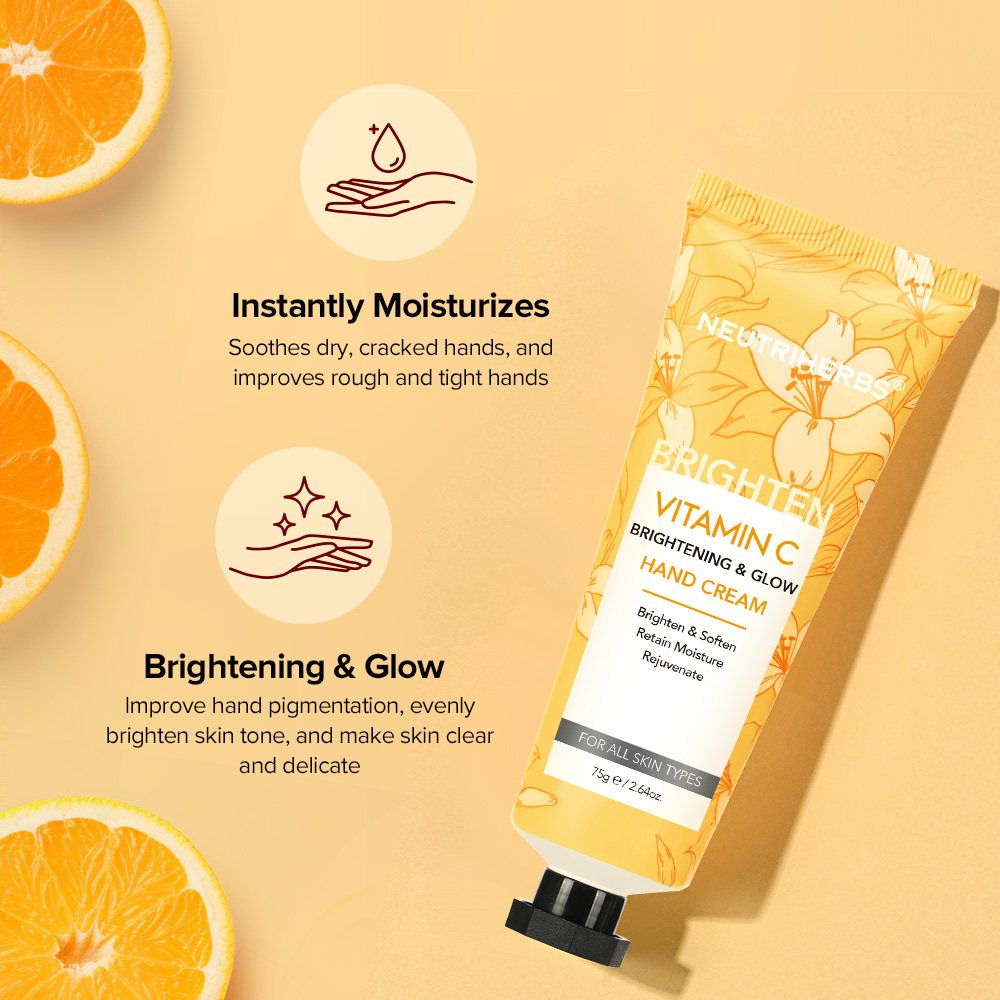 Instantly Moisturizes
Soothes dry, cracked hands, and
improves rough and tight hands
Brightening & Glow
Improve hand pigmentation, evenly
brighten skin tone, and make skin clear
and delicate
NEUTRIHERBS®
BRIGHTEN
VITAMIN C
BRIGHTENING & GLOW
HAND CREAM
Brighten & Soften
Retain Moisture
Rejuvenate
FOR ALL SKIN TYPES
75g ℮ / 2.64oz.